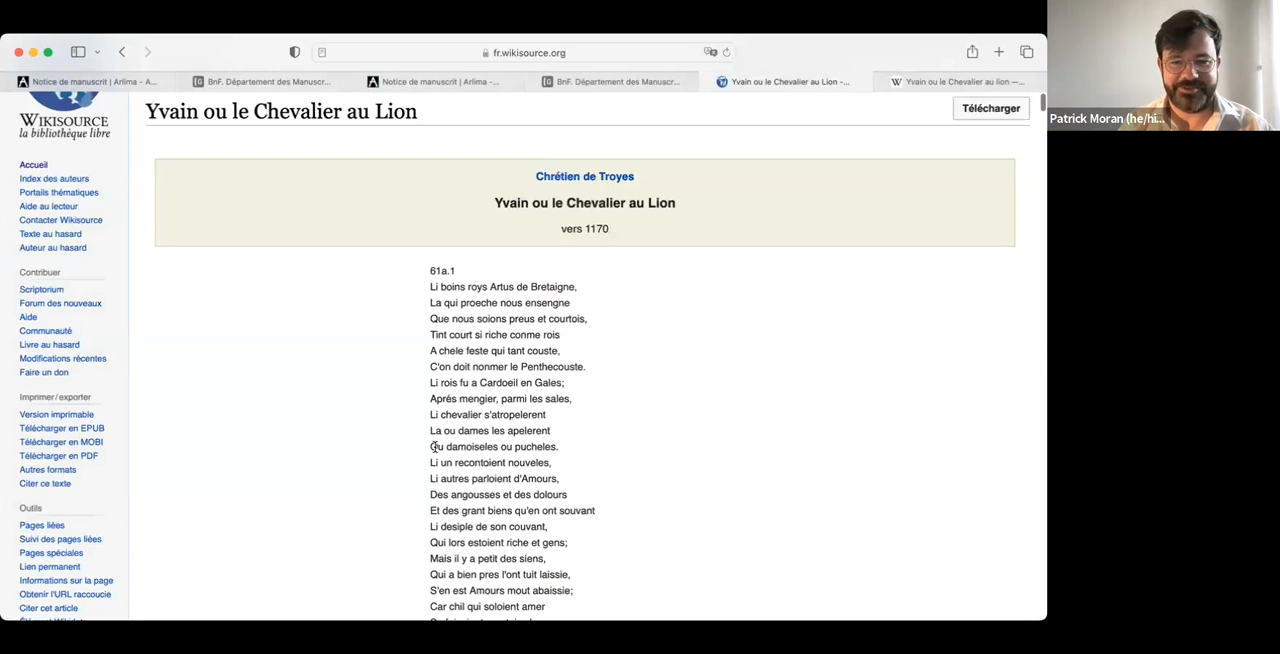 fr.wikisource.org
Notice de manuscrit | Arlima - A...
BnF. Département des Manuscr...
Notice de manuscrit | Arlima -...
BnF. Département des Manuscr...
Yvain ou le Chevalier au Lion -...
Yvain ou le Chevalier au lion —...
WIKISOURCE
la bibliothèque libre
Accueil
Index des auteurs
Portails thématiques
Aide au lecteur
Contacter Wikisource
Texte au hasard
Auteur au hasard
Contribuer
Scriptorium
Forum des nouveaux
Aide
Communauté
Livre au hasard
Modifications récentes
Faire un don
Imprimer / exporter
Version imprimable
Télécharger en EPUB
Télécharger en MOBI
Télécharger en PDF
Autres formats
Citer ce texte
Outils
Pages liées
Suivi des pages liées
Pages spéciales
Lien permanent
Informations sur la page
Obtenir l'URL raccourcie
Citer cet article
Yvain ou le Chevalier au Lion
Télécharger
Chrétien de Troyes
Yvain ou le Chevalier au Lion
vers 1170
61a.1
Li boins roys Artus de Bretaigne,
La qui proeche nous ensengne
Que nous soions preus et courtois,
Tint court si riche conme rois
A chele feste qui tant couste,
C'on doit nonmer le Penthecouste.
Li rois fu a Cardoeil en Gales;
Aprés mengier, parmi les sales,
Li chevalier s'atropelerent
La ou dames les apelerent
Ou damoiseles ou pucheles.
Li un recontoient nouveles,
Li autres parloient d'Amours,
Des angousses et des dolours
Et des grant biens qu'en ont souvant
Li desiple de son couvant,
Qui lors estoient riche et gens;
Mais il y a petit des siens,
Qui a bien pres l'ont tuit laissie,
S'en est Amours mout abaissie;
Car chil qui soloient amer
Patrick Moran (he/hi...